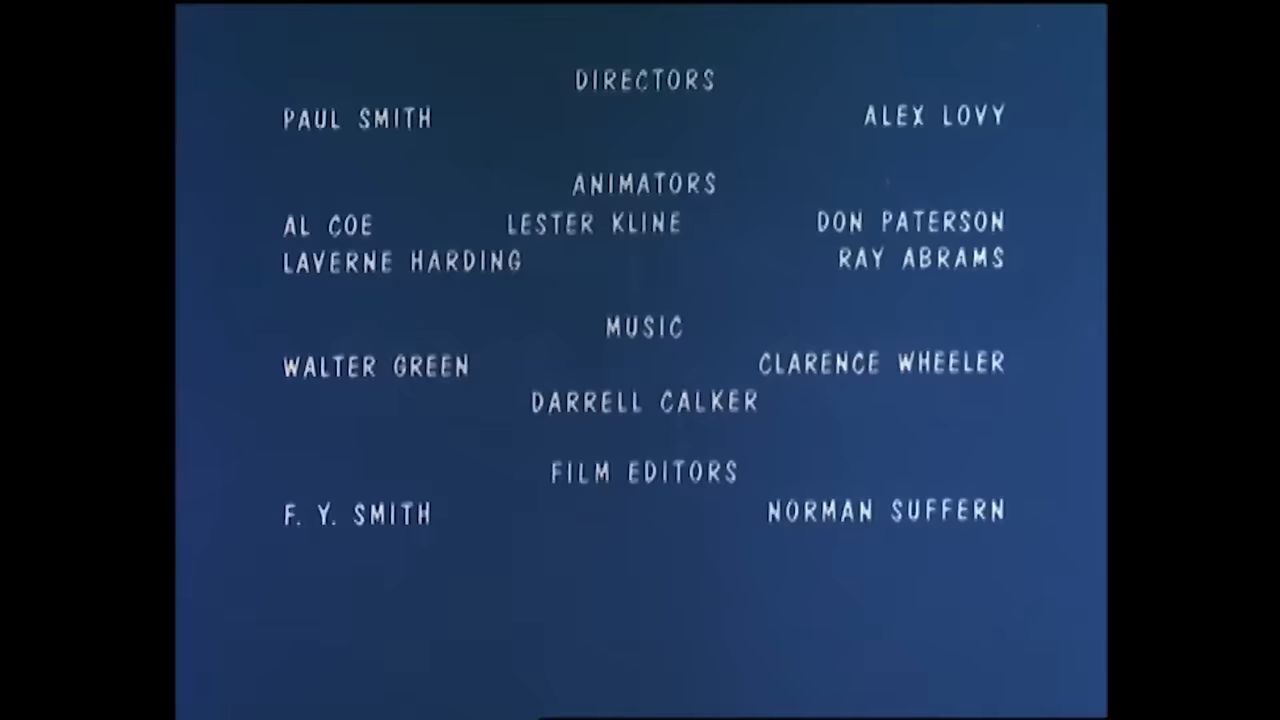 DIRECTORS
PAUL SMITH ALEX LOVY
ANIMATORS
AL COE LESTER KLINE DON PATERSON
LAVERNE HARDING RAY ABRAMS
MUSIC
WALTER GREEN CLARENCE WHEELER
DARRELL CALKER
FILM EDITORS
F. Y. SMITH NORMAN SUFFERN